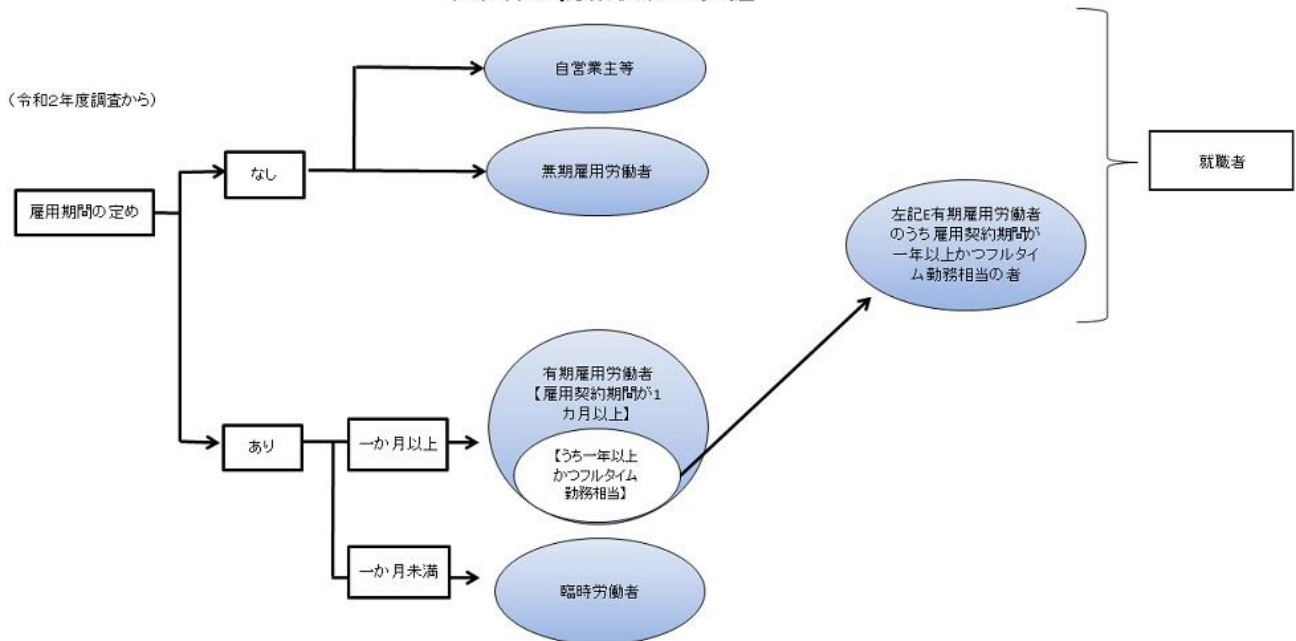 (令和2年度調査から)
自営業主等
なし
無期雇用労働者
就職者
雇用期間の定め
左記E有期雇用労働者
のうち雇用契約期間が
一年以上かつフルタイ
ム勤務相当の者
有期雇用労働者
【雇用契約期間が1
カ月以上】
あり
一か月以上
【うち一年以上
かつフルタイム
勤務相当】
一か月未満
臨時労働者